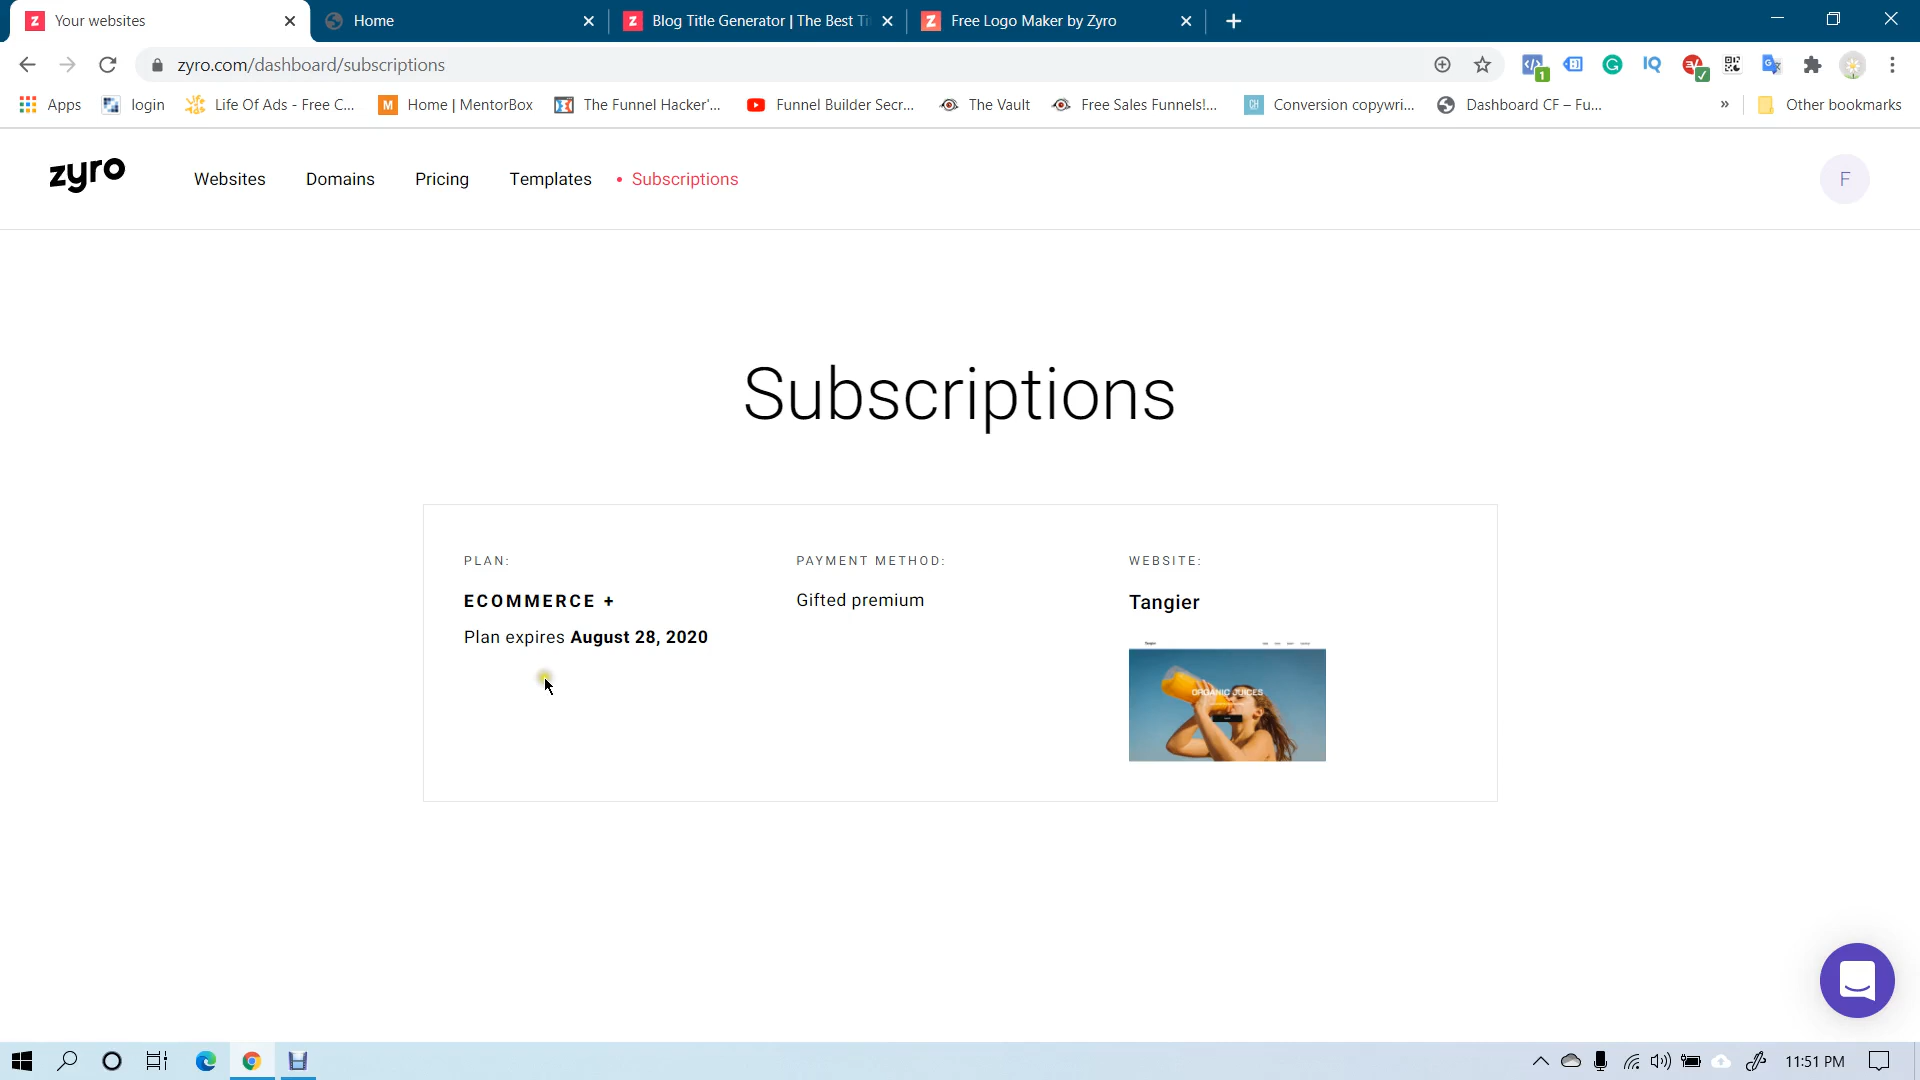 Your websites
Home
Blog Title Generator | The Best Ti
Free Logo Maker by Zyro
zyro.com/dashboard/subscriptions
Apps
login
Life Of Ads - Free C...
Home | MentorBox
The Funnel Hacker'...
Funnel Builder Secr...
The Vault
Free Sales Funnels!...
Conversion copywri...
Dashboard CF – Fu...
»
Other bookmarks
zyro
Websites
Domains
Pricing
Templates
• Subscriptions
F
Subscriptions
PLAN:
PAYMENT METHOD:
WEBSITE:
ECOMMERCE +
Gifted premium
Tangier
Plan expires August 28, 2020
Tangier
ORGANIC JUICES
11:51 PM